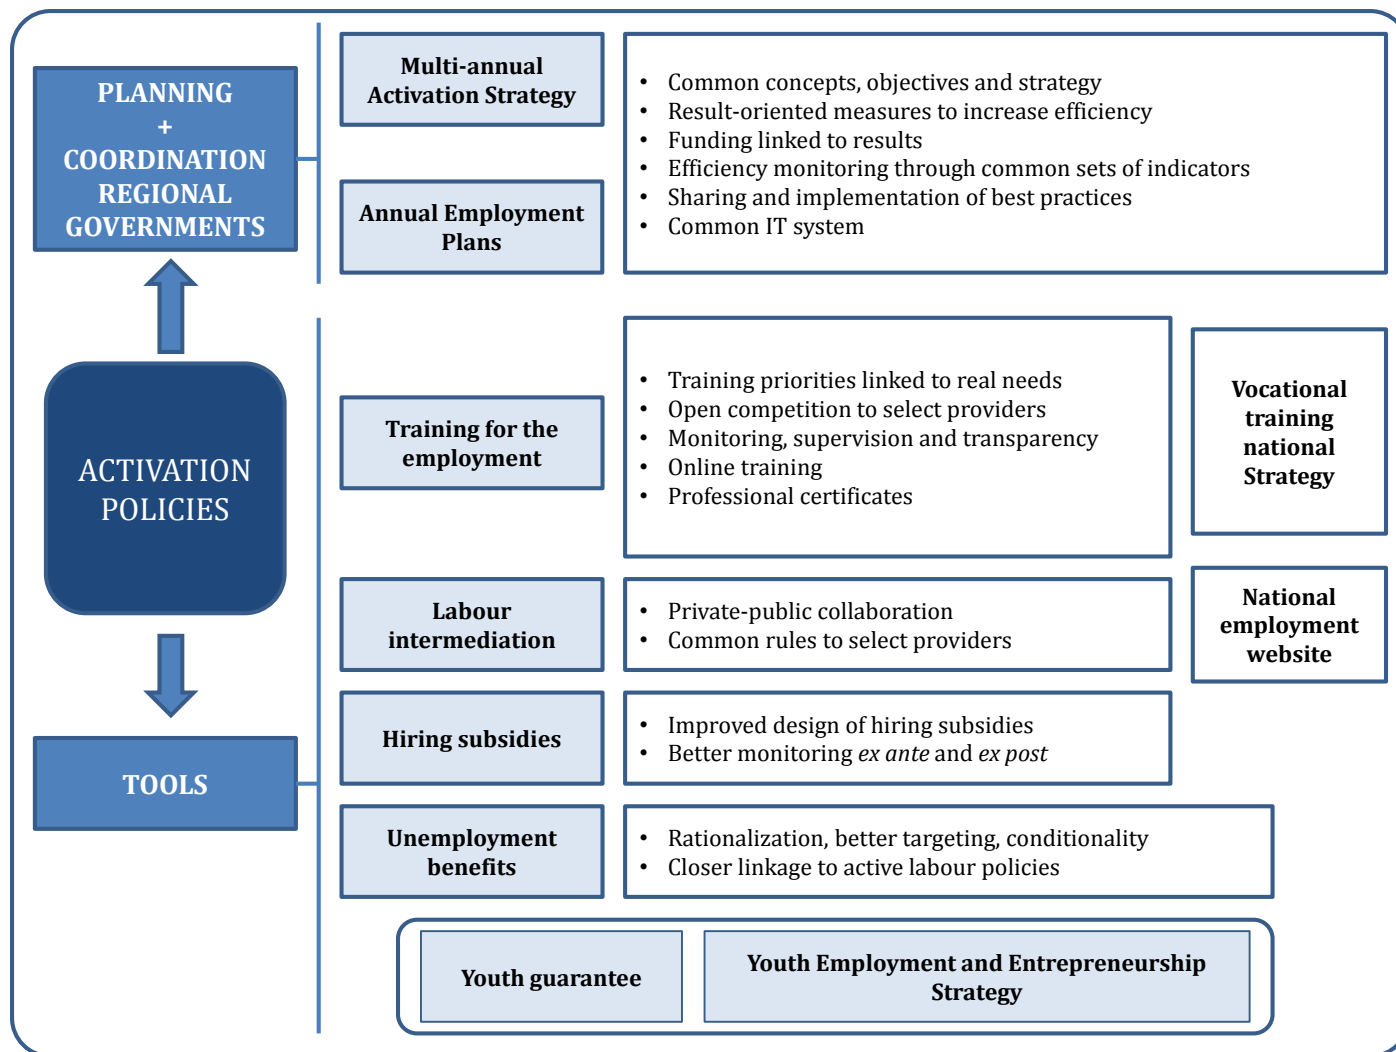 PLANNING
+
COORDINATION
REGIONAL
GOVERNMENTS
Multi-annual
Activation Strategy
Annual Employment
Plans
• Common concepts, objectives and strategy
• Result-oriented measures to increase efficiency
• Funding linked to results
• Efficiency monitoring through common sets of indicators
• Sharing and implementation of best practices
• Common IT system
ACTIVATION
POLICIES
TOOLS
Training for the
employment
• Training priorities linked to real needs
• Open competition to select providers
• Monitoring, supervision and transparency
• Online training
• Professional certificates
Vocational
training
national
Strategy
Labour
intermediation
• Private-public collaboration
• Common rules to select providers
National
employment
website
Hiring subsidies
• Improved design of hiring subsidies
• Better monitoring ex ante and ex post
Unemployment
benefits
• Rationalization, better targeting, conditionality
• Closer linkage to active labour policies
Youth guarantee
Youth Employment and Entrepreneurship
Strategy